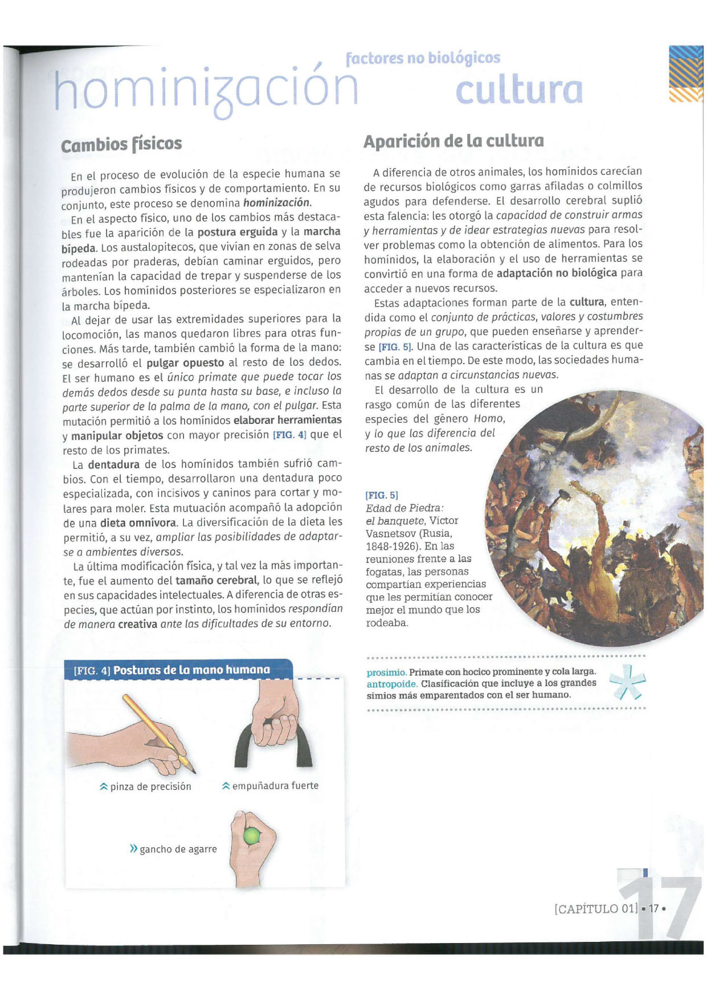 factores no biológicos
hominización
cultura
Cambios físicos
En el proceso de evolución de la especie humana se
produjeron cambios físicos y de comportamiento. En su
conjunto, este proceso se denomina hominización.
En el aspecto físico, uno de los cambios más destaca-
bles fue la aparición de la postura erguida y la marcha
bípeda. Los austalopitecos, que vivían en zonas de selva
rodeadas por praderas, debían caminar erguidos, pero
mantenían la capacidad de trepar y suspenderse de los
árboles. Los homínidos posteriores se especializaron en
la marcha bípeda.
Al dejar de usar las extremidades superiores para la
locomoción, las manos quedaron libres para otras fun-
ciones. Más tarde, también cambió la forma de la mano:
se desarrolló el pulgar opuesto al resto de los dedos.
El ser humano es el único primate que puede tocar los
demás dedos desde su punta hasta su base, e incluso la
parte superior de la palma de la mano, con el pulgar. Esta
mutación permitió a los homínidos elaborar herramientas
y manipular objetos con mayor precisión [FIG. 4] que el
resto de los primates.
La dentadura de los homínidos también sufrió cam-
bios. Con el tiempo, desarrollaron una dentadura poco
especializada, con incisivos y caninos para cortar y mo-
lares para moler. Esta mutuación acompañó la adopción
de una dieta omnívora. La diversificación de la dieta les
permitió, a su vez, ampliar las posibilidades de adaptar-
se a ambientes diversos.
La última modificación física, y tal vez la más importan-
te, fue el aumento del tamaño cerebral, lo que se reflejó
en sus capacidades intelectuales. A diferencia de otras es-
pecies, que actúan por instinto, los homínidos respondían
de manera creativa ante las dificultades de su entorno.
[FIG. 4] Posturas de la mano humana
pinza de precisión
empuñadura fuerte
gancho de agarre
Aparición de la cultura
A diferencia de otros animales, los homínidos carecían
de recursos biológicos como garras afiladas o colmillos
agudos para defenderse. El desarrollo cerebral suplió
esta falencia: les otorgó la capacidad de construir armas
y herramientas y de idear estrategias nuevas para resol-
ver problemas como la obtención de alimentos. Para los
homínidos, la elaboración y el uso de herramientas se
convirtió en una forma de adaptación no biológica para
acceder a nuevos recursos.
Estas adaptaciones forman parte de la cultura, enten-
dida como el conjunto de prácticas, valores y costumbres
propias de un grupo, que pueden enseñarse y aprender-
se [FIG. 5]. Una de las características de la cultura es que
cambia en el tiempo. De este modo, las sociedades huma-
nas se adaptan a circunstancias nuevas.
El desarrollo de la cultura es un
rasgo común de las diferentes
especies del género Homo,
y lo que las diferencia del
resto de los animales.
[FIG. 5]
Edad de Piedra:
el banquete, Víctor
Vasnetsov (Rusia,
1848-1926). En las
reuniones frente a las
fogatas, las personas
compartían experiencias
que les permitían conocer
mejor el mundo que los
rodeaba.
prosimio. Primate con hocico prominente y cola larga.
antropoide. Clasificación que incluye a los grandes
simios más emparentados con el ser humano.
17
[CAPÍTULO 01] • 17 •